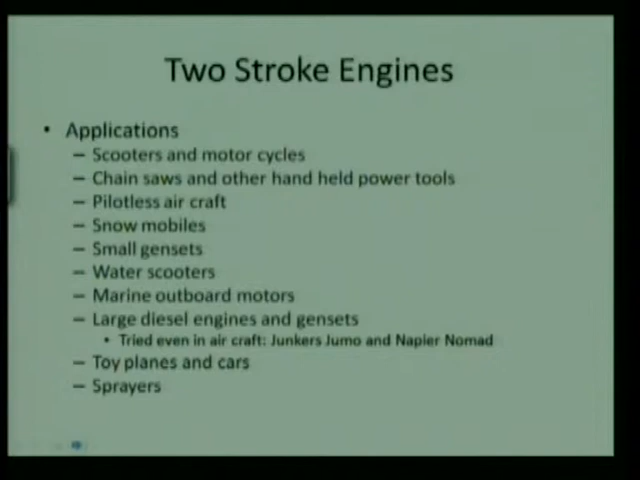 Two Stroke Engines
• Applications
– Scooters and motor cycles
– Chain saws and other hand held power tools
– Pilotless air craft
– Snow mobiles
– Small gensets
– Water scooters
– Marine outboard motors
– Large diesel engines and gensets
• Tried even in air craft: Junkers Jumo and Napier Nomad
– Toy planes and cars
– Sprayers